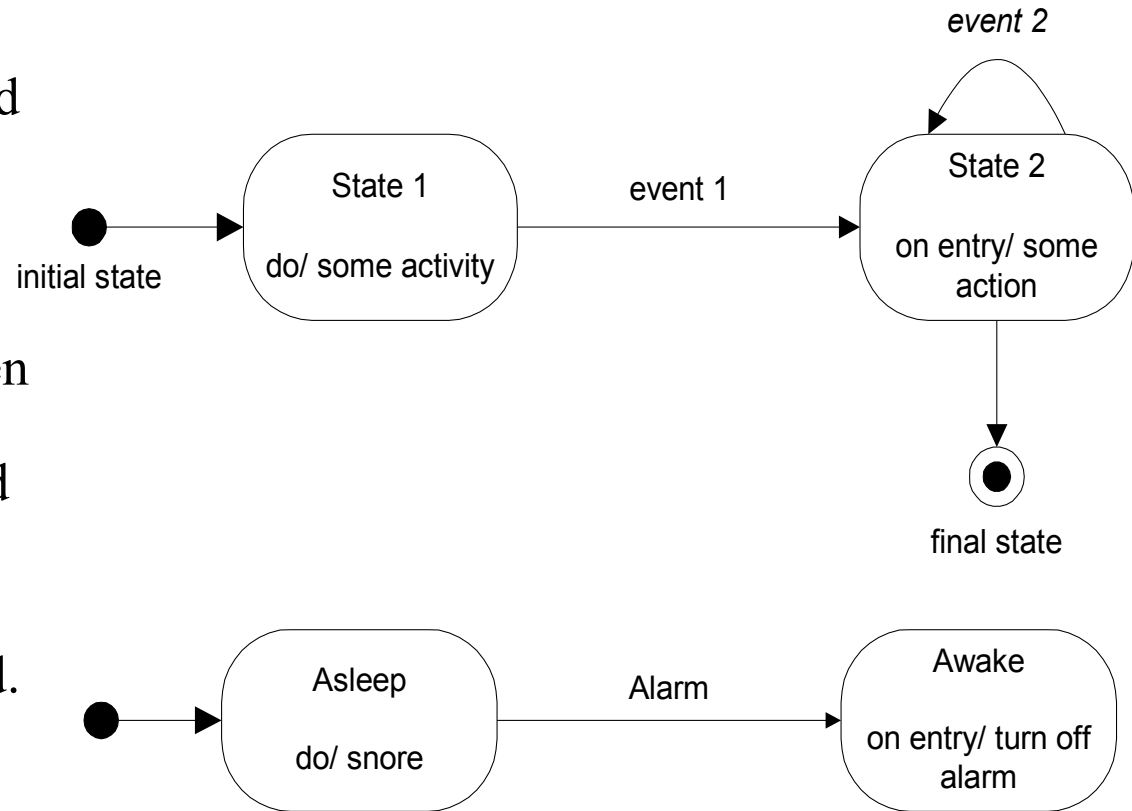 event 2
d
State 1
do/ some activity
event 1
State 2
on entry/ some
action
initial state
en
d
final state
d.
Asleep
do/ snore
Alarm
Awake
on entry/ turn off
alarm